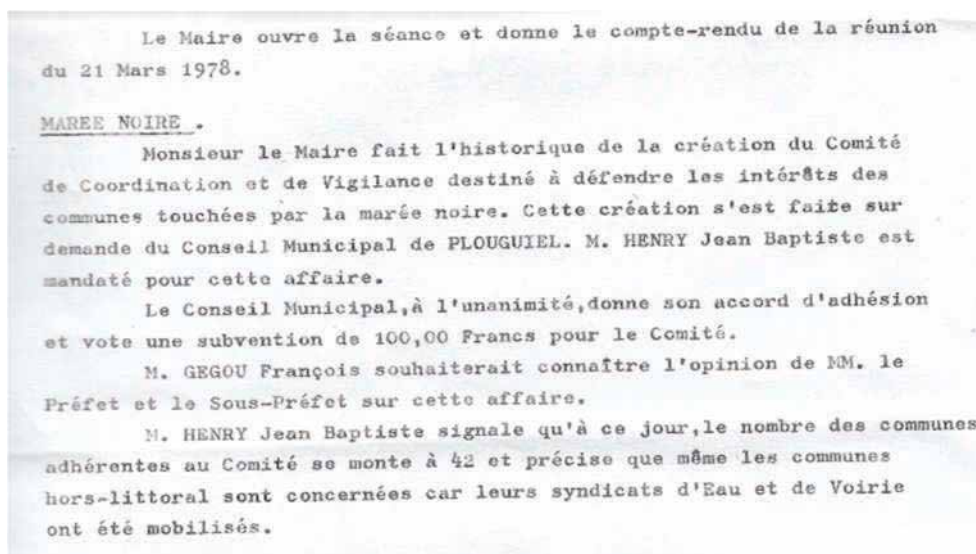 Le Maire ouvre la séance et donne le compte-rendu de la réunion
du 21 Mars 1978.
MAREE NOIRE .
Monsieur le Maire fait l'historique de la création du Comité
de Coordination et de Vigilance destiné à défendre les intérêts des
communes touchées par la marée noire. Cette création s'est faite sur
demande du Conseil Municipal de PLOUGUIEL. M. HENRY Jean Baptiste est
mandaté pour cette affaire.
Le Conseil Municipal,à l'unanimité,donne son accord d'adhésion
et vote une subvention de 100,00 Francs pour le Comité.
M. GEGOU François souhaiterait connaître l'opinion de MM. le
Préfet et le Sous-Préfet sur cette affaire.
M. HENRY Jean Baptiste signale qu'à ce jour,le nombre des communes
adhérentes au Comité se monte à 42 et précise que même les communes
hors-littoral sont concernées car leurs syndicats d'Eau et de Voirie
ont été mobilisés.